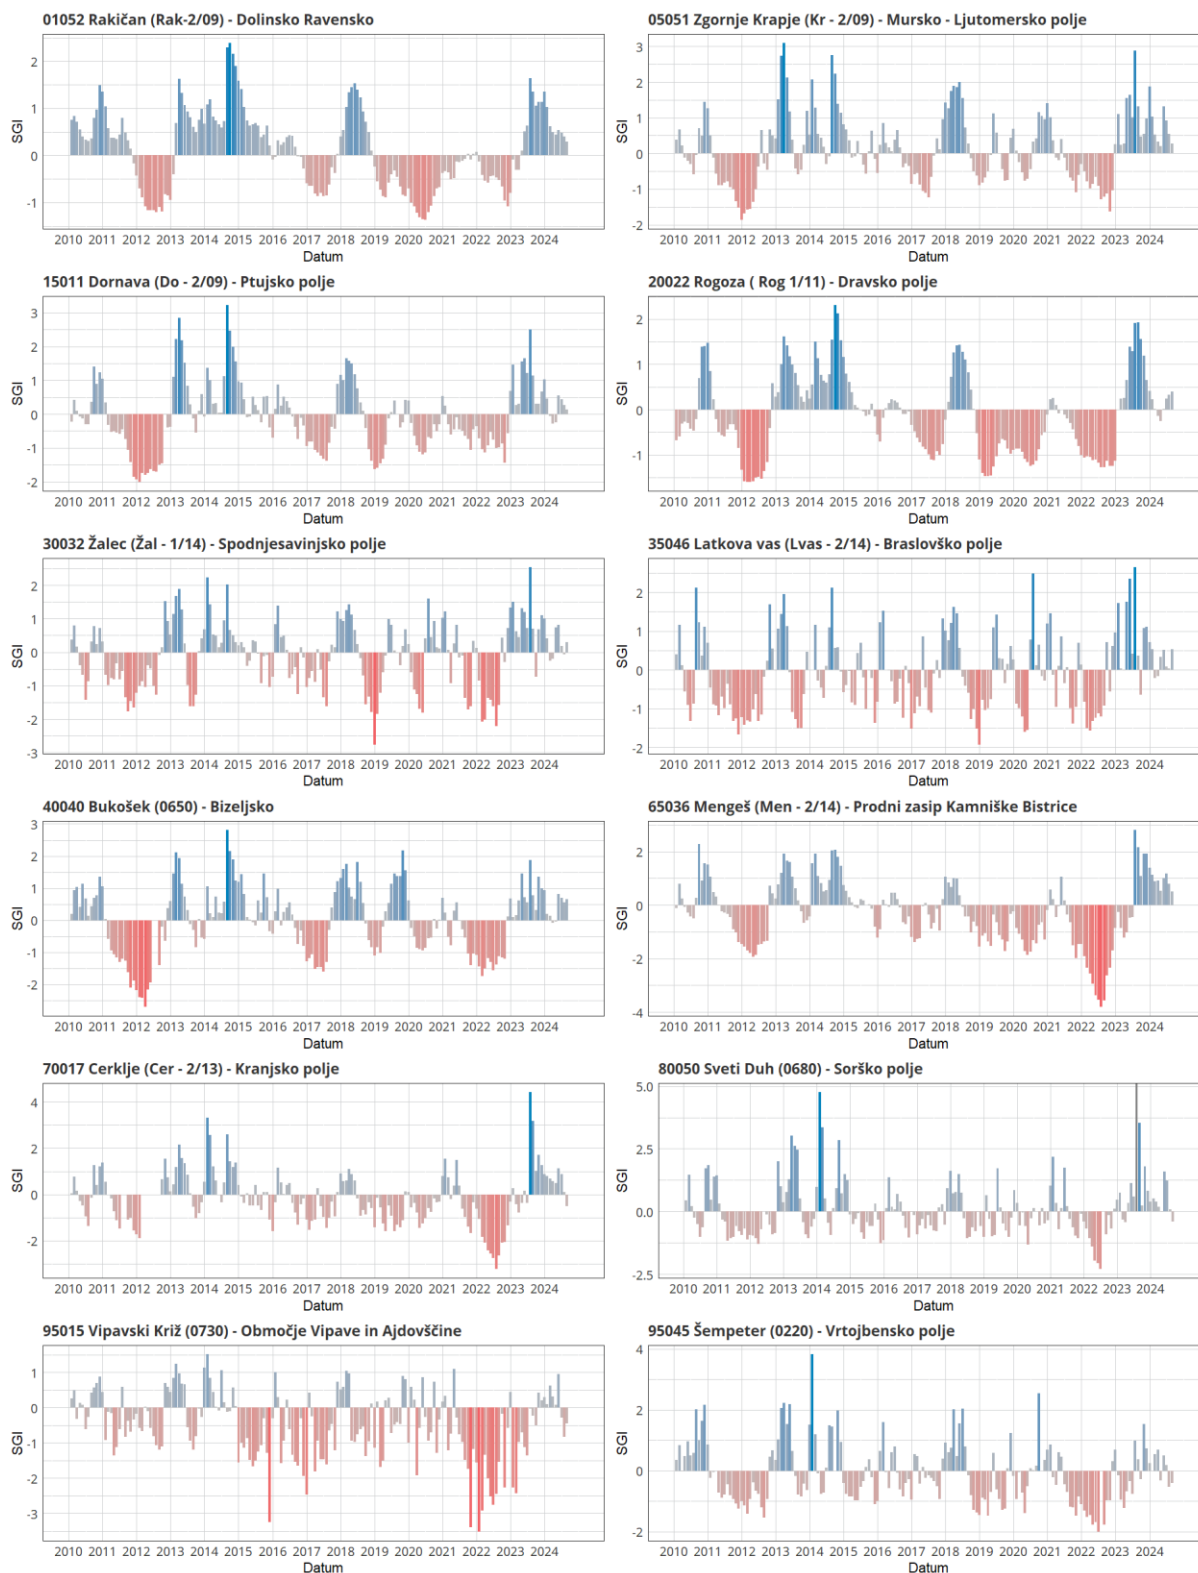 01052 Rakičan (Rak-2/09) - Dolinsko Ravensko
2
1
0
-1
SGI
2010 2011 2012 2013 2014 2015 2016 2017 2018 2019 2020 2021 2022 2023 2024
Datum
05051 Zgornje Krapje (Kr - 2/09) - Mursko - Ljutomersko polje
3
2
1
0
-1
-2
SGI
2010 2011 2012 2013 2014 2015 2016 2017 2018 2019 2020 2021 2022 2023 2024
Datum
15011 Dornava (Do - 2/09) - Ptujsko polje
3
2
1
0
-1
-2
SGI
2010 2011 2012 2013 2014 2015 2016 2017 2018 2019 2020 2021 2022 2023 2024
Datum
20022 Rogoza ( Rog 1/11) - Dravsko polje
2
1
0
-1
SGI
2010 2011 2012 2013 2014 2015 2016 2017 2018 2019 2020 2021 2022 2023 2024
Datum
30032 Žalec (Žal - 1/14) - Spodnjesavinjsko polje
2
1
0
-1
-2
-3
SGI
2010 2011 2012 2013 2014 2015 2016 2017 2018 2019 2020 2021 2022 2023 2024
Datum
35046 Latkova vas (Lvas - 2/14) - Braslovško polje
2
1
0
-1
-2
SGI
2010 2011 2012 2013 2014 2015 2016 2017 2018 2019 2020 2021 2022 2023 2024
Datum
40040 Bukošek (0650) - Bizeljsko
3
2
1
0
-1
-2
SGI
2010 2011 2012 2013 2014 2015 2016 2017 2018 2019 2020 2021 2022 2023 2024
Datum
65036 Mengeš (Men - 2/14) - Prodni zasip Kamniške Bistrice
2
0
-2
-4
SGI
2010 2011 2012 2013 2014 2015 2016 2017 2018 2019 2020 2021 2022 2023 2024
Datum
70017 Cerklje (Cer - 2/13) - Kranjsko polje
4
2
0
-2
SGI
2010 2011 2012 2013 2014 2015 2016 2017 2018 2019 2020 2021 2022 2023 2024
Datum
80050 Sveti Duh (0680) - Sorško polje
5.0
2.5
0.0
-2.5
SGI
2010 2011 2012 2013 2014 2015 2016 2017 2018 2019 2020 2021 2022 2023 2024
Datum
95015 Vipavski Križ (0730) - Območje Vipave in Ajdovščine
1
0
-1
-2
-3
SGI
2010 2011 2012 2013 2014 2015 2016 2017 2018 2019 2020 2021 2022 2023 2024
Datum
95045 Šempeter (0220) - Vrtojbensko polje
4
2
0
-2
SGI
2010 2011 2012 2013 2014 2015 2016 2017 2018 2019 2020 2021 2022 2023 2024
Datum